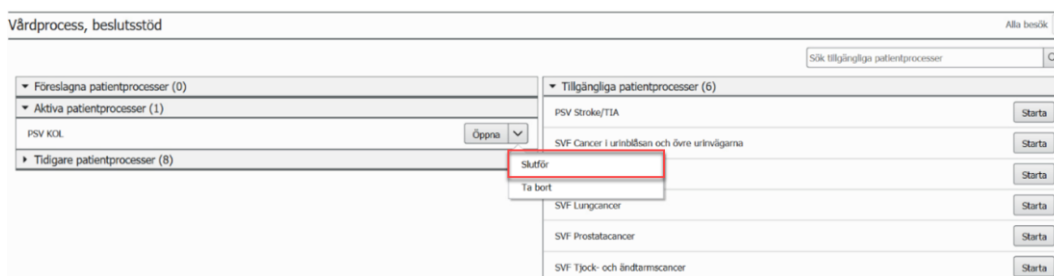 Vårdprocess, beslutsstöd
Alla besök
Sök tillgängliga patientprocesser
Föreslagna patientprocesser (0)
Aktiva patientprocesser (1)
PSV KOL
Öppna
Slutför
Ta bort
Tidigare patientprocesser (8)
Tillgängliga patientprocesser (6)
PSV Stroke/TIA Starta
SVF Cancer i urinblåsan och övre urinvägarna Starta
Starta
SVF Lungcancer Starta
SVF Prostatacancer Starta
SVF Tjock- och ändtarmscancer Starta